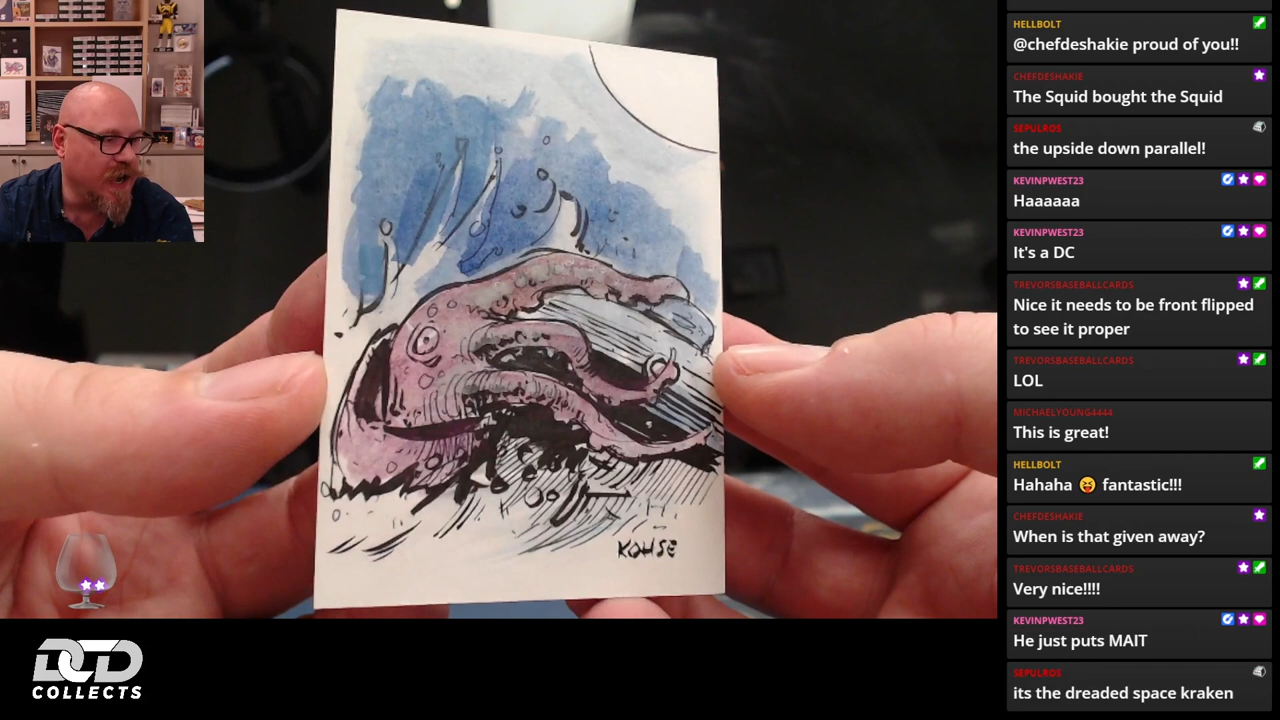 HELLBOLT
@chefdeshakie proud of you!!
CHEFDESHAKIE
The Squid bought the Squid
SEPULROS
the upside down parallel!
KEVINPWEST23
Haaaaaa
KEVINPWEST23
It's a DC
TREVORSBASEBALLCARDS
Nice it needs to be front flipped
to see it proper
TREVORSBASEBALLCARDS
LOL
MICHAELYOUNG4444
This is great!
HELLBOLT
Hahaha 😝 fantastic!!!
CHEFDESHAKIE
When is that given away?
TREVORSBASEBALLCARDS
Very nice!!!!
KEVINPWEST23
He just puts MAIT
SEPULROS
its the dreaded space kraken
KOHSE
DCD
COLLECTS